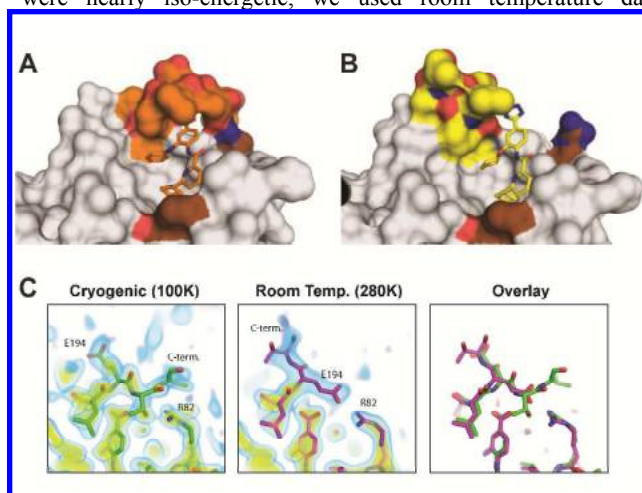 were nearly iso-energetic, we used room temperature da
A
B
C
Cryogenic (100K)
Room Temp. (280K)
Overlay
E194
C-term.
R82
C-term.
E194
R82